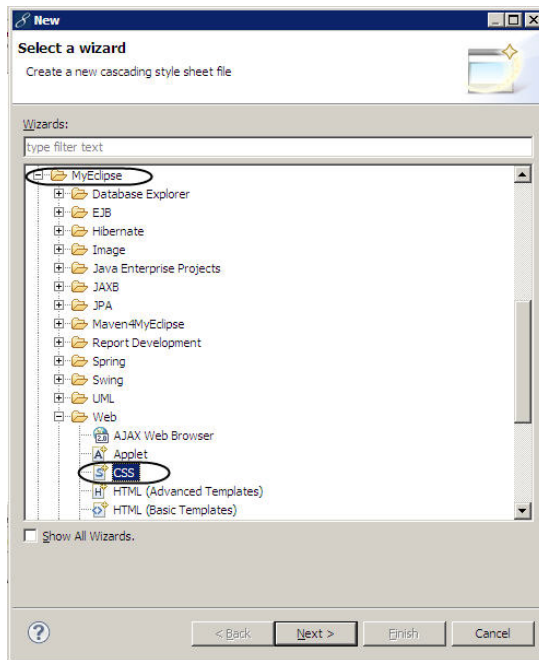 New
Select a wizard
Create a new cascading style sheet file
Wizards:
type filter text
MyEclipse
Database Explorer
EJB
Hibernate
Image
Java Enterprise Projects
JAXB
JPA
Maven4MyEclipse
Report Development
Spring
Swing
UML
Web
2.0 AJAX Web Browser
A Applet
S CSS
H HTML (Advanced Templates)
HTML (Basic Templates)
Show All Wizards.
? < Back Next > Finish Cancel